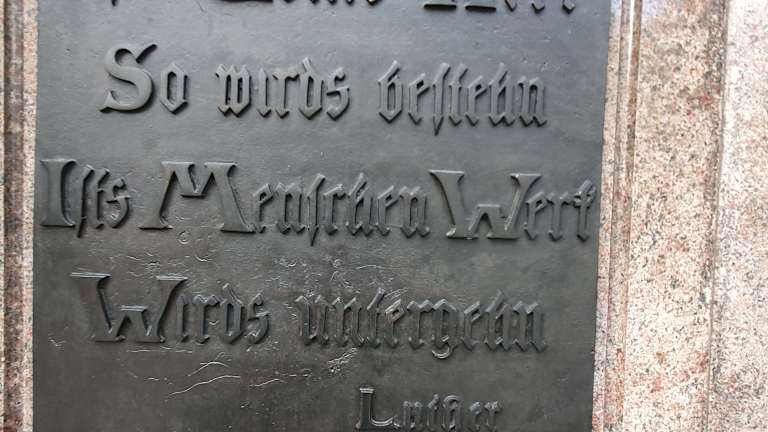 So wirds bestehn
Ists Menschen Werk
Wirds untergehn
Luther